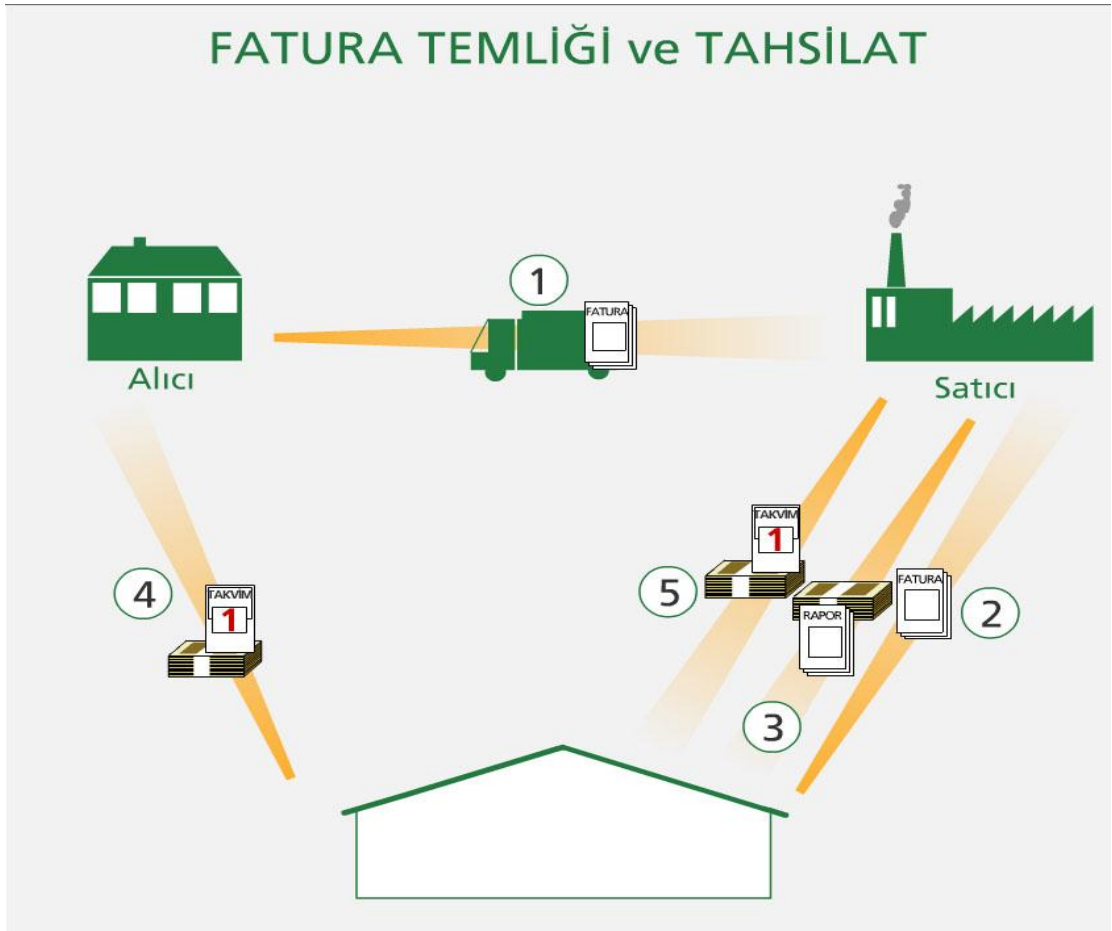 FATURA TEMLİĞİ ve TAHSİLAT
1
FATURA
Alıcı
Satıcı
TAKVİM
1
5
FATURA
2
TAKVİM
1
4
RAPOR
3